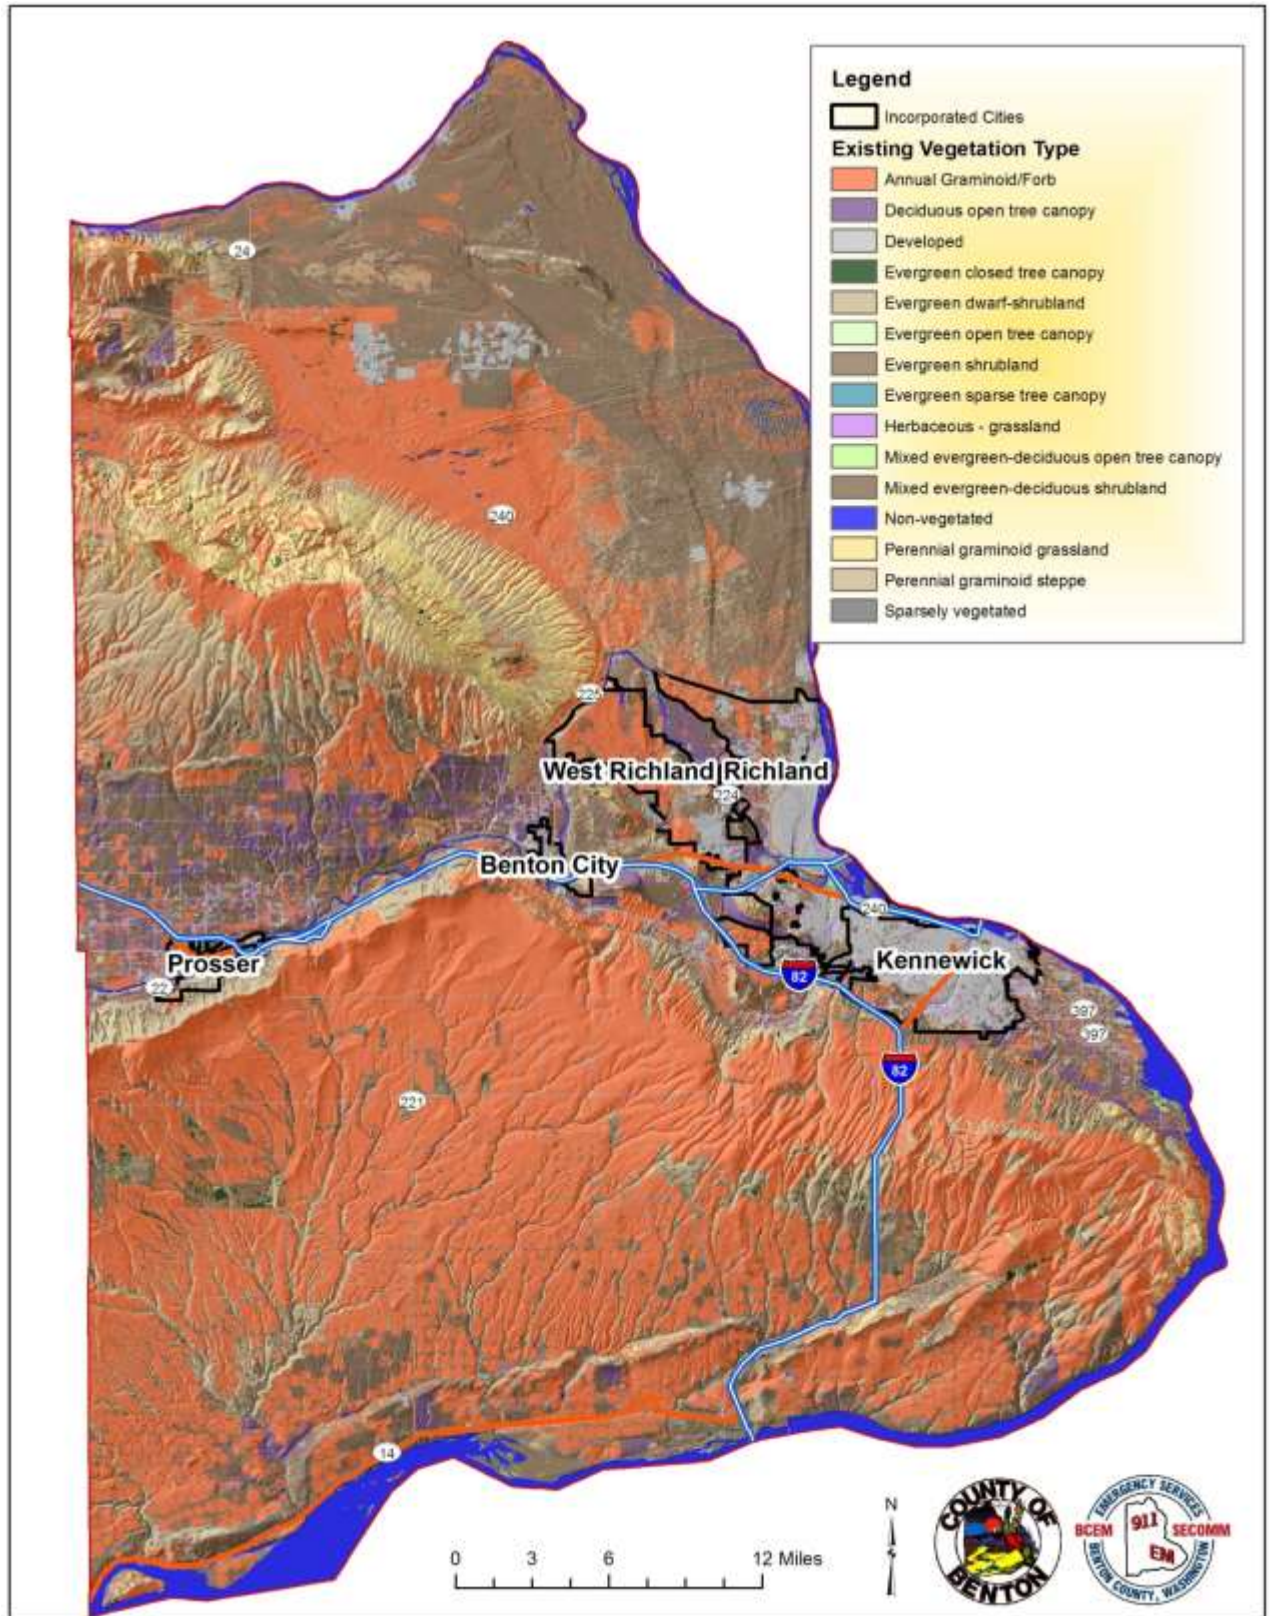 Legend
Incorporated Cities
Existing Vegetation Type
Annual Graminoid/Forb
Deciduous open tree canopy
Developed
Evergreen closed tree canopy
Evergreen dwarf-shrubland
Evergreen open tree canopy
Evergreen shrubland
Evergreen sparse tree canopy
Herbaceous - grassland
Mixed evergreen-deciduous open tree canopy
Mixed evergreen-deciduous shrubland
Non-vegetated
Perennial graminoid grassland
Perennial graminoid steppe
Sparsely vegetated
24
240
225
West Richland
Richland
224
Benton City
240
Prosser
Kennewick
22
82
397
397
82
221
14
N
0 3 6 12 Miles
COUNTY OF
BENTON
EMERGENCY SERVICES
BCEM
911
SECOMM
EM
BENTON COUNTY, WASHINGTON